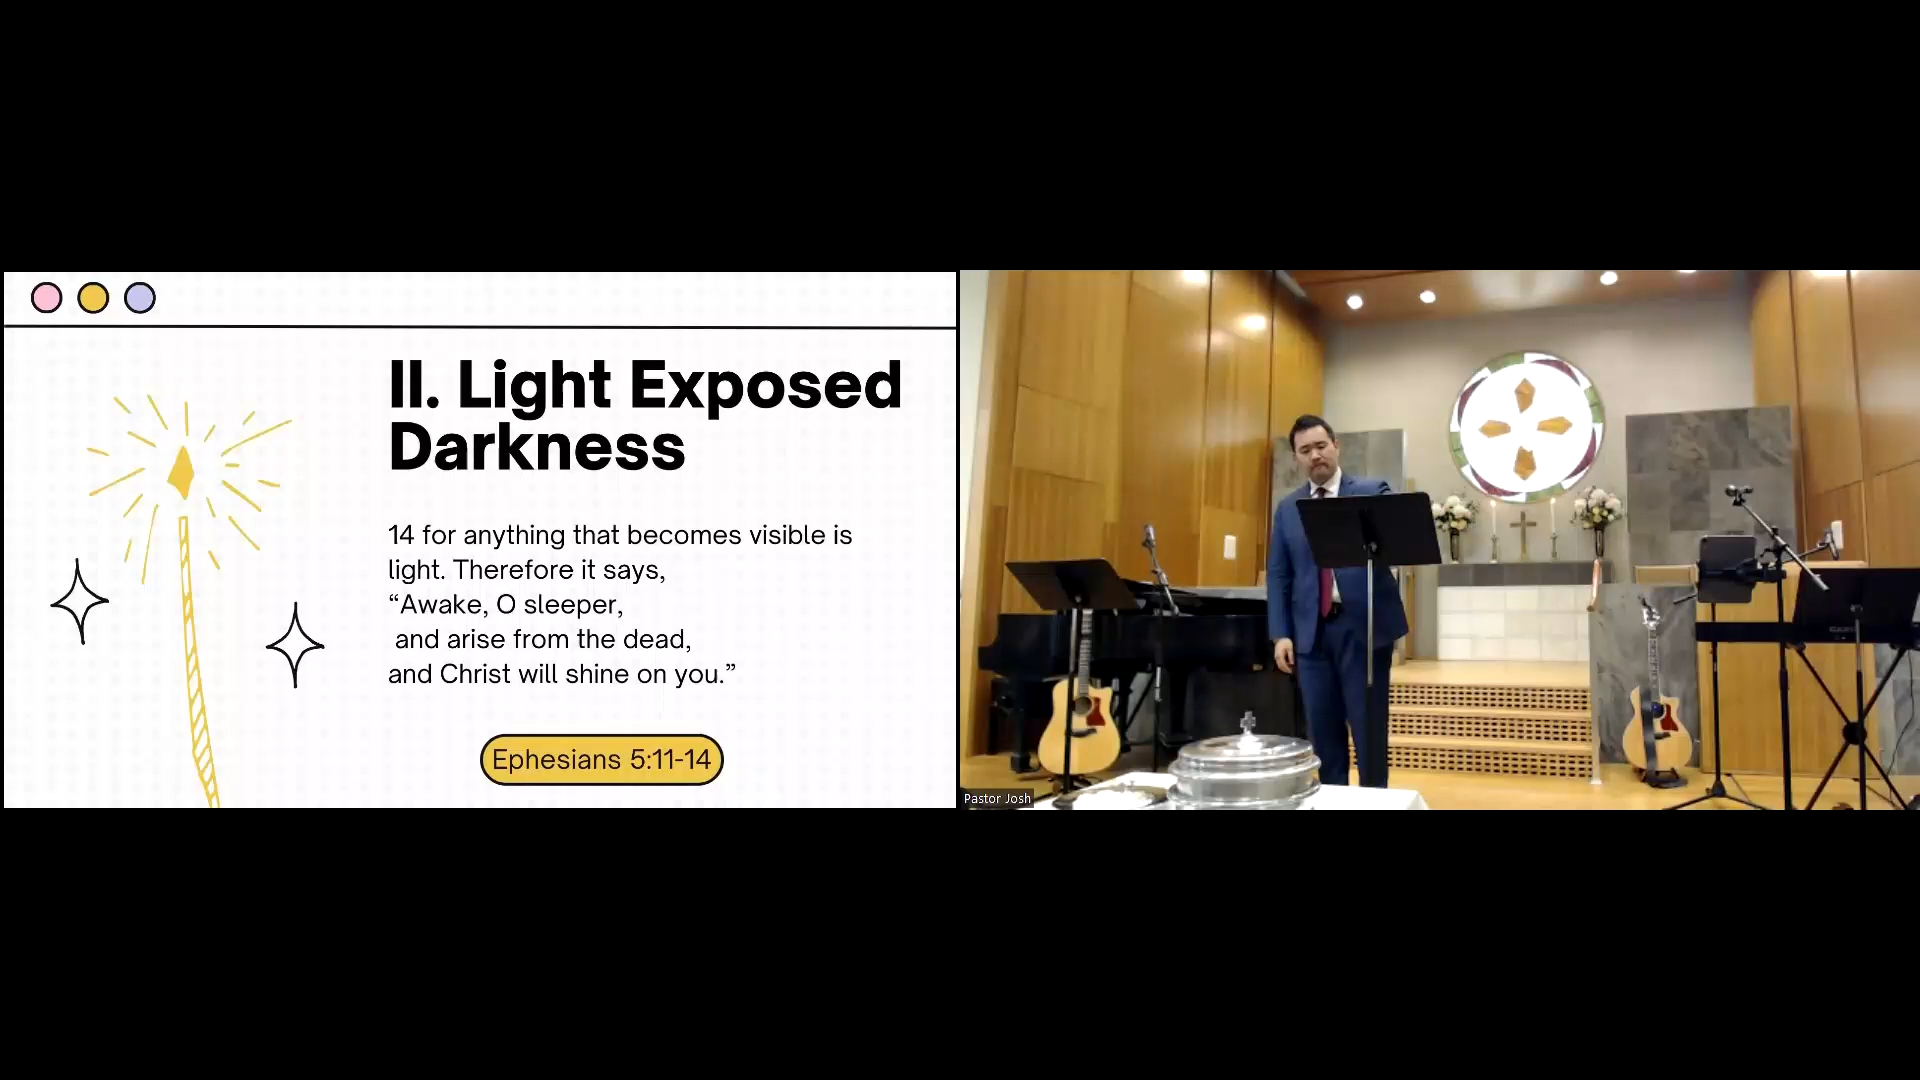 II. Light Exposed
Darkness
14 for anything that becomes visible is
light. Therefore it says,
“Awake, O sleeper,
and arise from the dead,
and Christ will shine on you.”
Ephesians 5:11-14
Pastor Josh